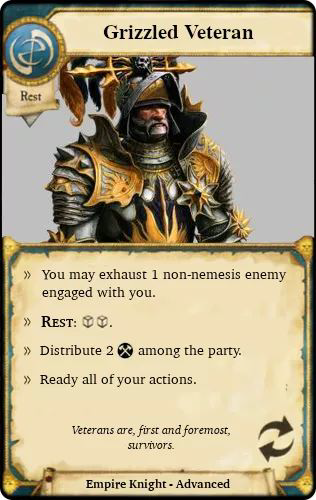 Grizzled Veteran
Rest
» You may exhaust 1 non-nemesis enemy
engaged with you.
» REST: .
» Distribute 2 among the party.
» Ready all of your actions.
Veterans are, first and foremost,
survivors.
Empire Knight - Advanced